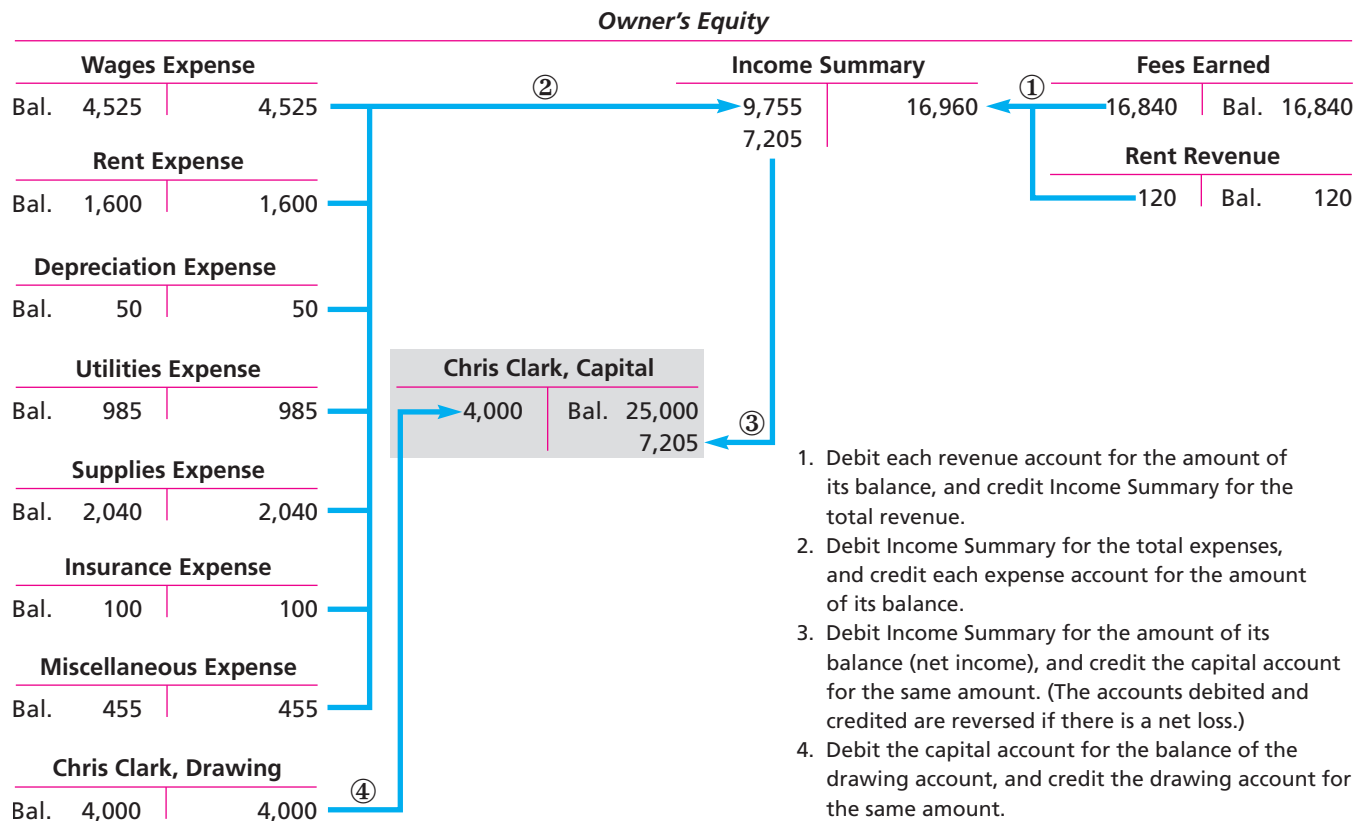 Owner's Equity
Wages Expense
Bal. 4,525 4,525
Rent Expense
Bal. 1,600 1,600
Depreciation Expense
Bal. 50 50
Utilities Expense
Bal. 985 985
Supplies Expense
Bal. 2,040 2,040
Insurance Expense
Bal. 100 100
Miscellaneous Expense
Bal. 455 455
Chris Clark, Drawing
Bal. 4,000 4,000
②
④
Chris Clark, Capital
4,000 Bal. 25,000
7,205
③
Income Summary
9,755 16,960
7,205
①
Fees Earned
16,840 Bal. 16,840
Rent Revenue
120 Bal. 120
1. Debit each revenue account for the amount of
its balance, and credit Income Summary for the
total revenue.
2. Debit Income Summary for the total expenses,
and credit each expense account for the amount
of its balance.
3. Debit Income Summary for the amount of its
balance (net income), and credit the capital account
for the same amount. (The accounts debited and
credited are reversed if there is a net loss.)
4. Debit the capital account for the balance of the
drawing account, and credit the drawing account for
the same amount.